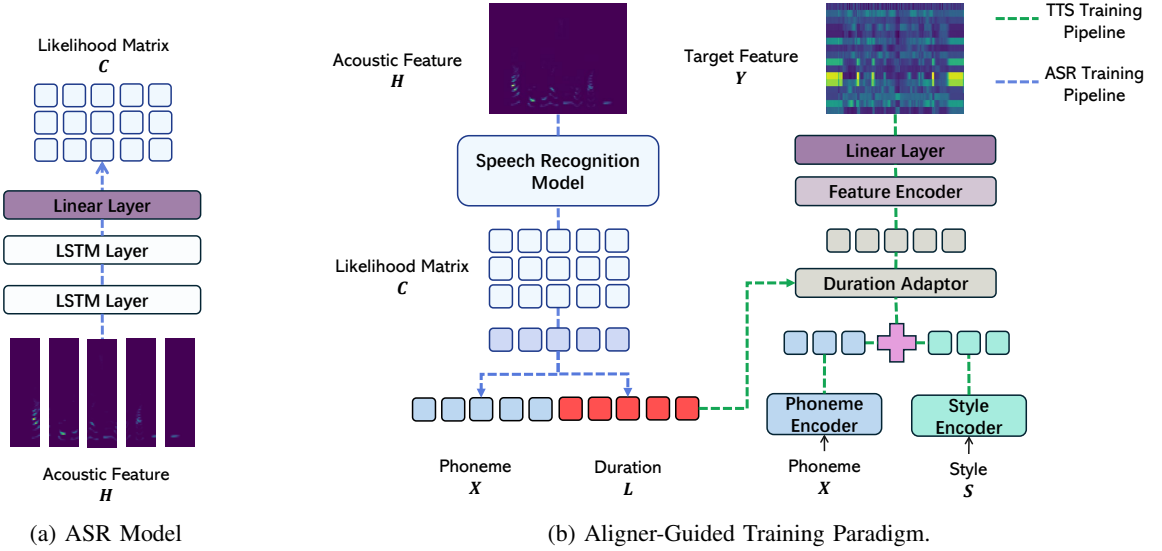 Likelihood Matrix
C
Linear Layer
LSTM Layer
LSTM Layer
Acoustic Feature
H
(a) ASR Model
Acoustic Feature
H
Speech Recognition
Model
Likelihood Matrix
C
Phoneme
X
Duration
L
Target Feature
Y
Linear Layer
Feature Encoder
Duration Adaptor
Phoneme
Encoder
Style
Encoder
Phoneme
X
Style
S
TTS Training
Pipeline
ASR Training
Pipeline
(b) Aligner-Guided Training Paradigm.